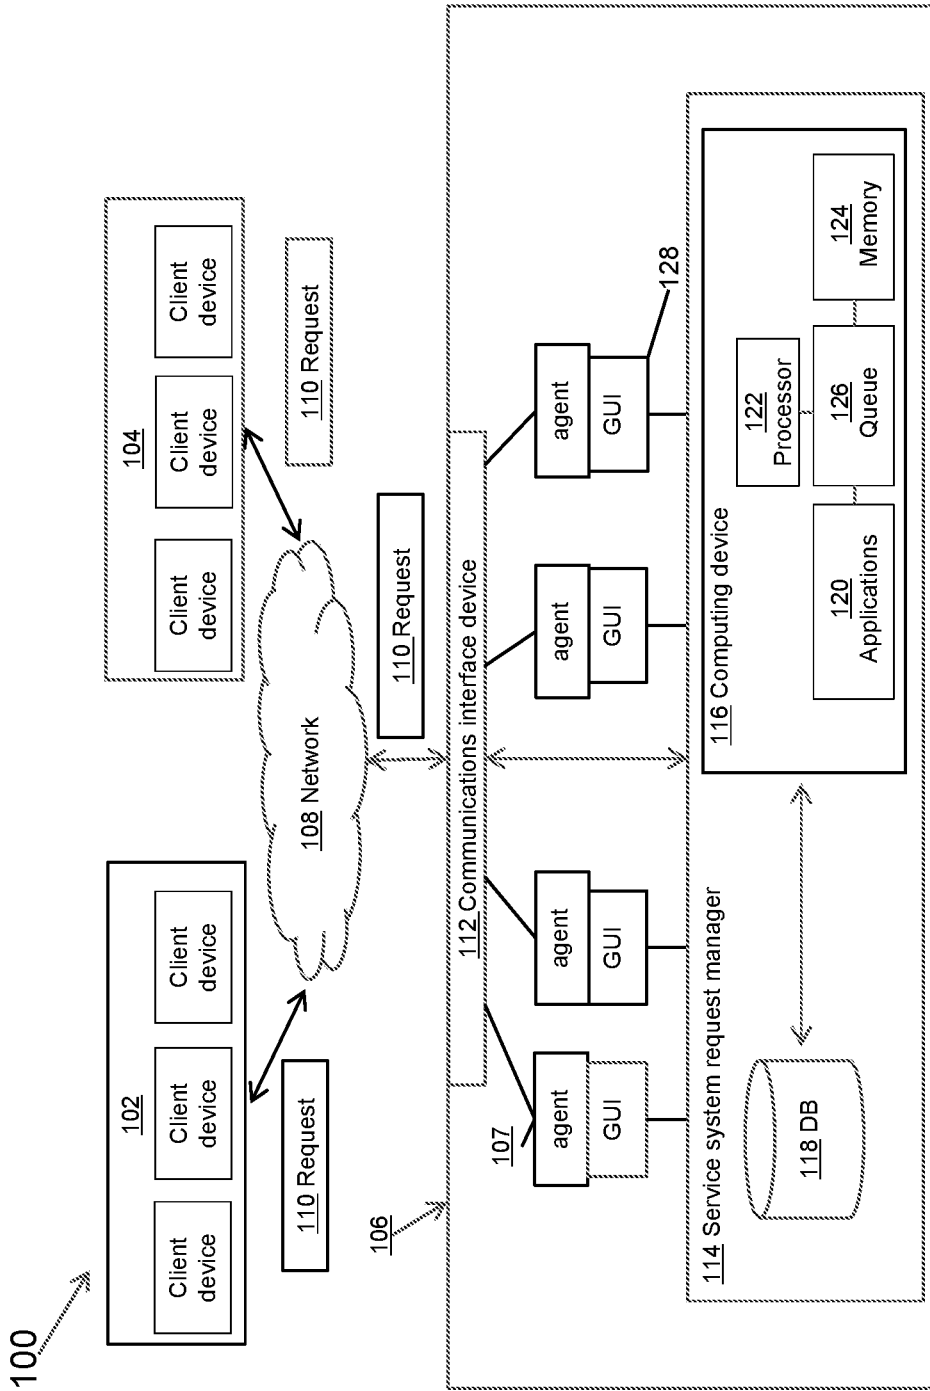 100
102
Client
device
Client
device
Client
device
104
Client
device
Client
device
Client
device
110 Request
108 Network
110 Request
110 Request
106
112 Communications interface device
107
agent
GUI
agent
GUI
agent
GUI
agent
GUI
128
114 Service system request manager
118 DB
116 Computing device
120
Applications
122
Processor
126
Queue
124
Memory